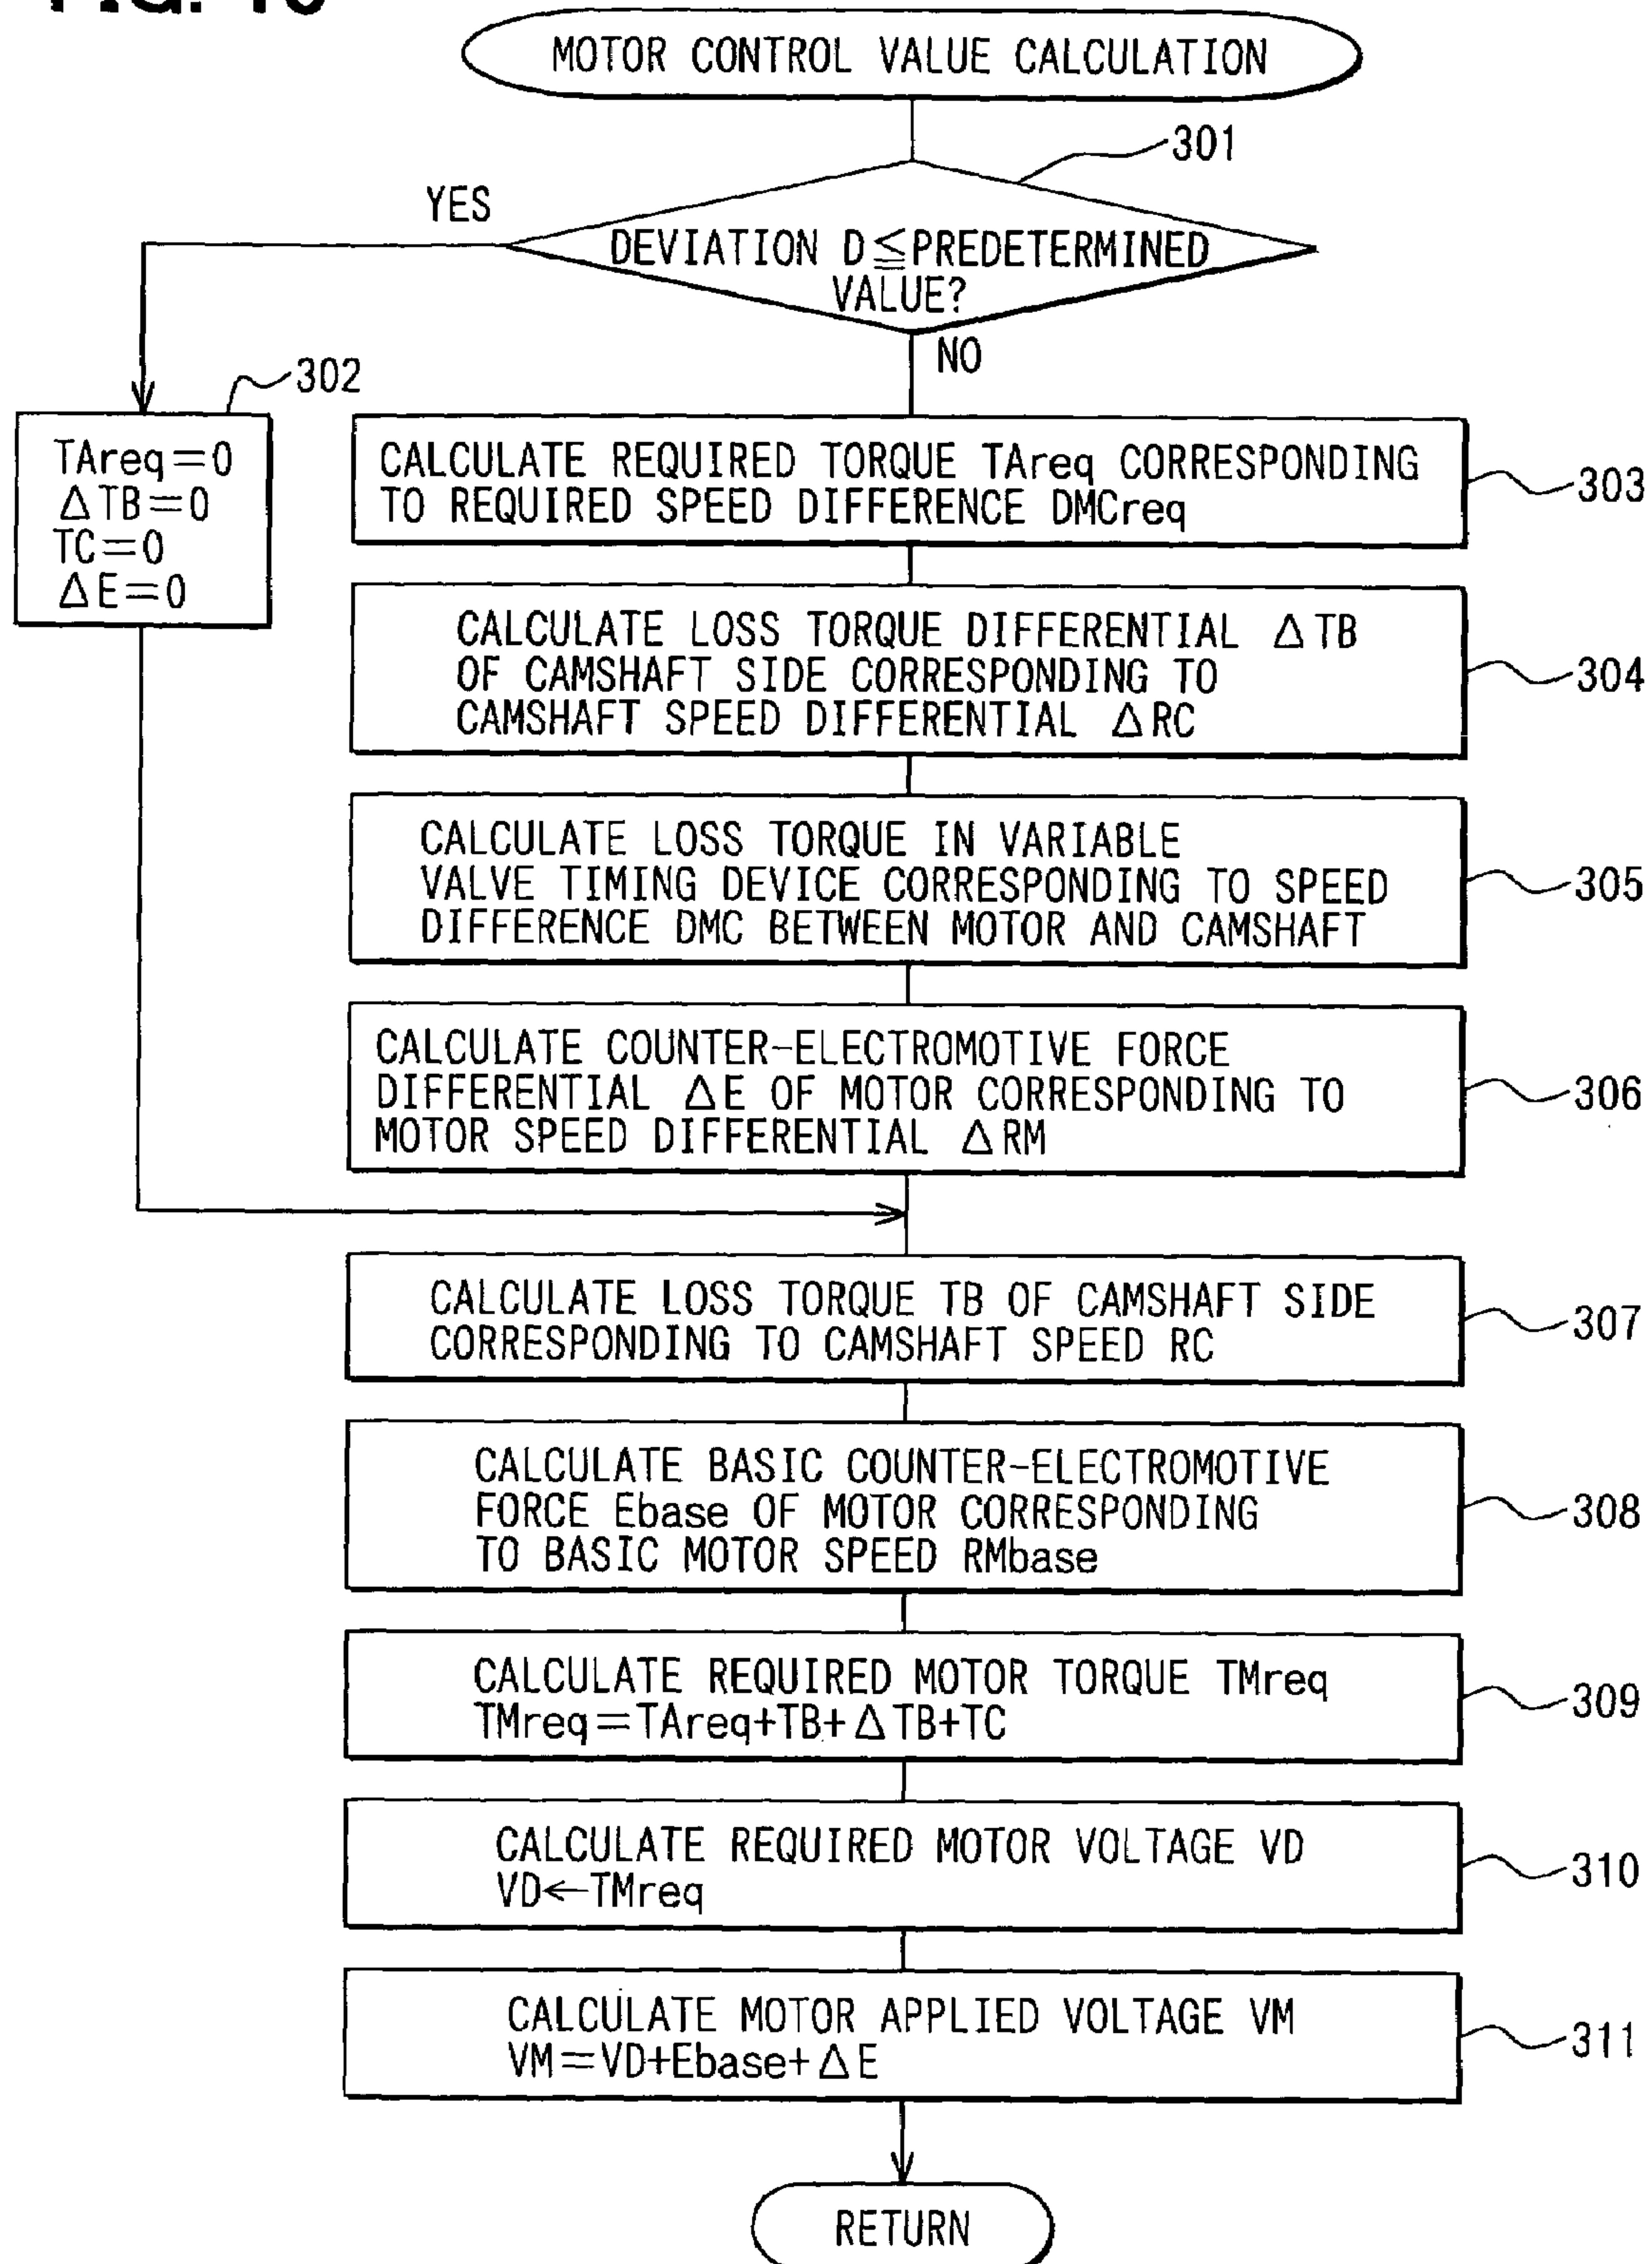 MOTOR CONTROL VALUE CALCULATION
301
YES
DEVIATION D≦PREDETERMINED
VALUE?
NO
302
TAreq=0
ΔTB=0
TC=0
ΔE=0
CALCULATE REQUIRED TORQUE TAreq CORRESPONDING
TO REQUIRED SPEED DIFFERENCE DMCreq
303
CALCULATE LOSS TORQUE DIFFERENTIAL ΔTB
OF CAMSHAFT SIDE CORRESPONDING TO
CAMSHAFT SPEED DIFFERENTIAL ΔRC
304
CALCULATE LOSS TORQUE IN VARIABLE
VALVE TIMING DEVICE CORRESPONDING TO SPEED
DIFFERENCE DMC BETWEEN MOTOR AND CAMSHAFT
305
CALCULATE COUNTER-ELECTROMOTIVE FORCE
DIFFERENTIAL ΔE OF MOTOR CORRESPONDING TO
MOTOR SPEED DIFFERENTIAL ΔRM
306
CALCULATE LOSS TORQUE TB OF CAMSHAFT SIDE
CORRESPONDING TO CAMSHAFT SPEED RC
307
CALCULATE BASIC COUNTER-ELECTROMOTIVE
FORCE Ebase OF MOTOR CORRESPONDING
TO BASIC MOTOR SPEED RMbase
308
CALCULATE REQUIRED MOTOR TORQUE TMreq
TMreq=TAreq+TB+ΔTB+TC
309
CALCULATE REQUIRED MOTOR VOLTAGE VD
VD←TMreq
310
CALCULATE MOTOR APPLIED VOLTAGE VM
VM=VD+Ebase+ΔE
311
RETURN